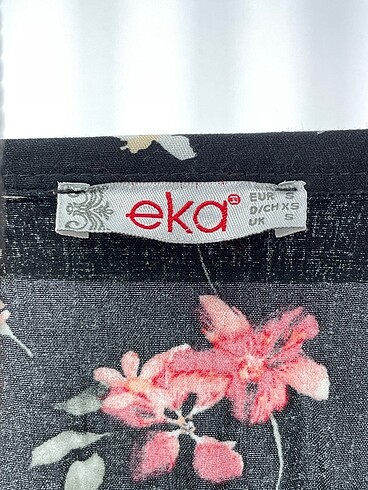 eka®
EUR S
D/CH XS
UK S